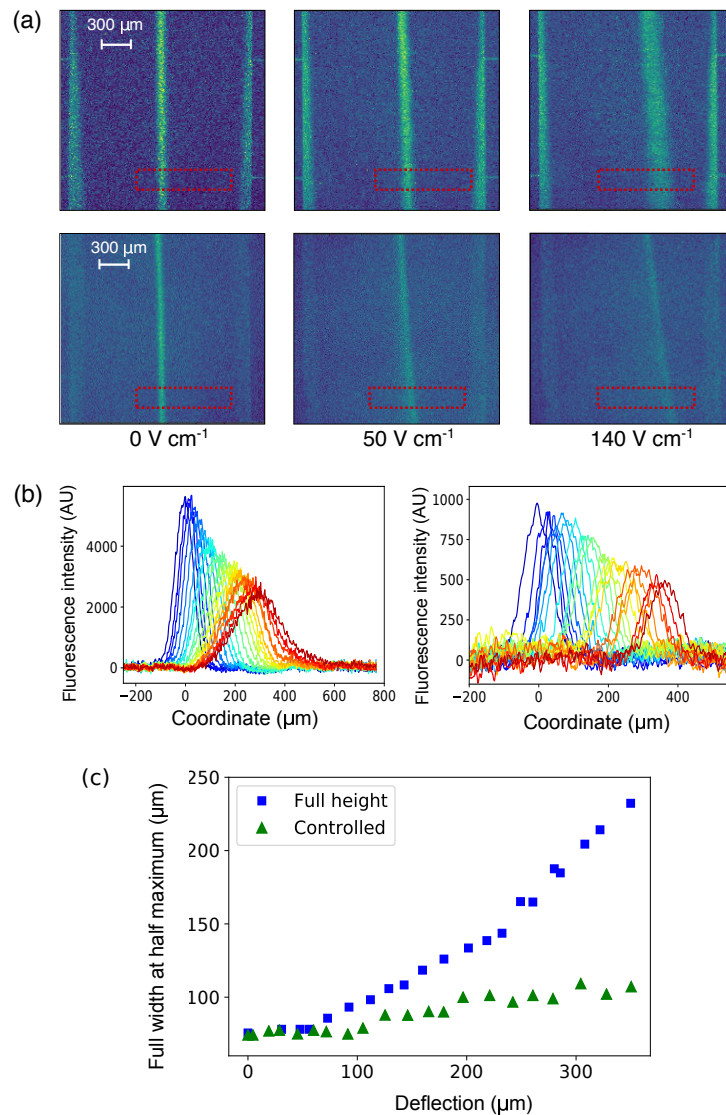 (a)
300 μm
300 μm
0 V cm-1
50 V cm-1
140 V cm-1
(b)
Fluorescence intensity (AU)
4000
2000
0
−200
0
200
400
600
800
Coordinate (μm)
Fluorescence intensity (AU)
1000
750
500
250
0
−200
0
200
400
Coordinate (μm)
(c)
Full width at half maximum (μm)
250
200
150
100
Full height
Controlled
0
100
200
300
Deflection (μm)